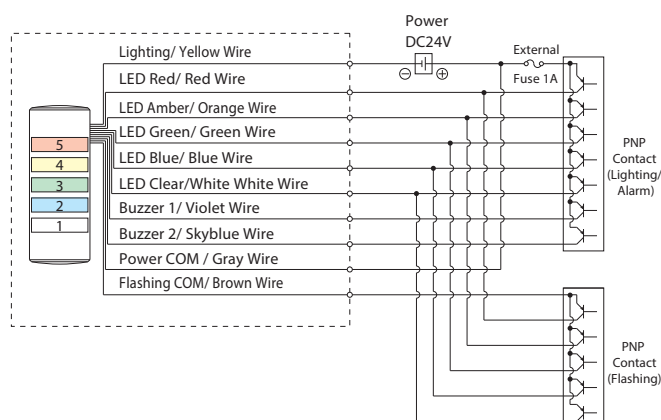 Power
DC24V
External
Fuse 1A
Lighting/ Yellow Wire
LED Red/ Red Wire
LED Amber/ Orange Wire
LED Green/ Green Wire
LED Blue/ Blue Wire
LED Clear/White White Wire
Buzzer 1/ Violet Wire
Buzzer 2/ Skyblue Wire
Power COM / Gray Wire
Flashing COM/ Brown Wire
5
4
3
2
1
PNP
Contact
(Lighting/
Alarm)
PNP
Contact
(Flashing)